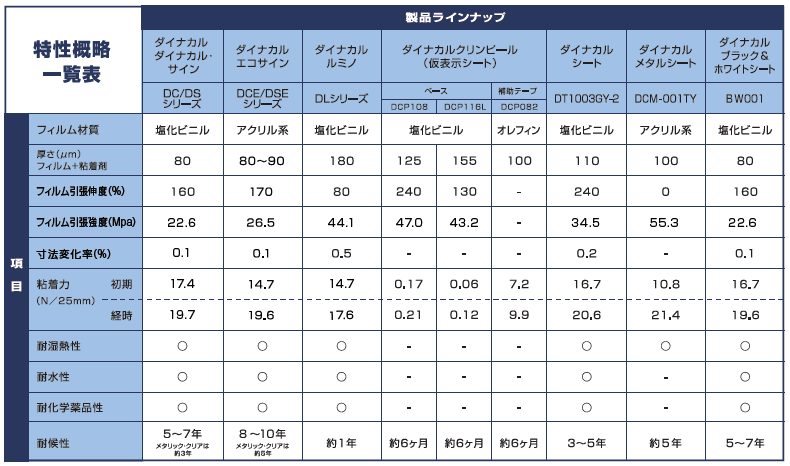 特性概略
一覧表
製品ラインナップ
ダイナカル
ダイナカル・
サイン
ダイナカル
エコサイン
ダイナカル
ルミノ
ダイナカルクリンピール
（仮表示シート）
ダイナカル
シート
ダイナカル
メタルシート
ダイナカル
ブラック&
ホワイトシート
DC/DS
シリーズ
DCE/DSE
シリーズ
DLシリーズ
ベース
補助テープ
DCP108 DCP116L DCP082
DT1003GY-2
DCM-001TY
BW001
項目
フィルム材質 塩化ビニル アクリル系 塩化ビニル 塩化ビニル オレフィン 塩化ビニル アクリル系 塩化ビニル
厚さ（μm）
フィルム+粘着剤 80 80〜90 180 125 155 100 110 100 80
フィルム引張伸度(%) 160 170 80 240 130 - 240 0 160
フィルム引張強度(Mpa) 22.6 26.5 44.1 47.0 43.2 - 34.5 55.3 22.6
寸法変化率(%) 0.1 0.1 0.5 - - - 0.2 - 0.1
粘着力 初期 17.4 14.7 14.7 0.17 0.06 7.2 16.7 10.8 16.7
(N／25mm)
経時 19.7 19.6 17.6 0.21 0.12 9.9 20.6 21.4 19.6
耐湿熱性 ○ ○ ○ - - - ○ ○ ○
耐水性 ○ ○ ○ - - - ○ - ○
耐化学薬品性 ○ ○ ○ - - - ○ - ○
耐候性 5〜7年
メタリック・クリアは
約3年
8〜10年
メタリック・クリアは
約5年
約1年 約6ヶ月 約6ヶ月 約6ヶ月 3〜5年 約5年 5〜7年